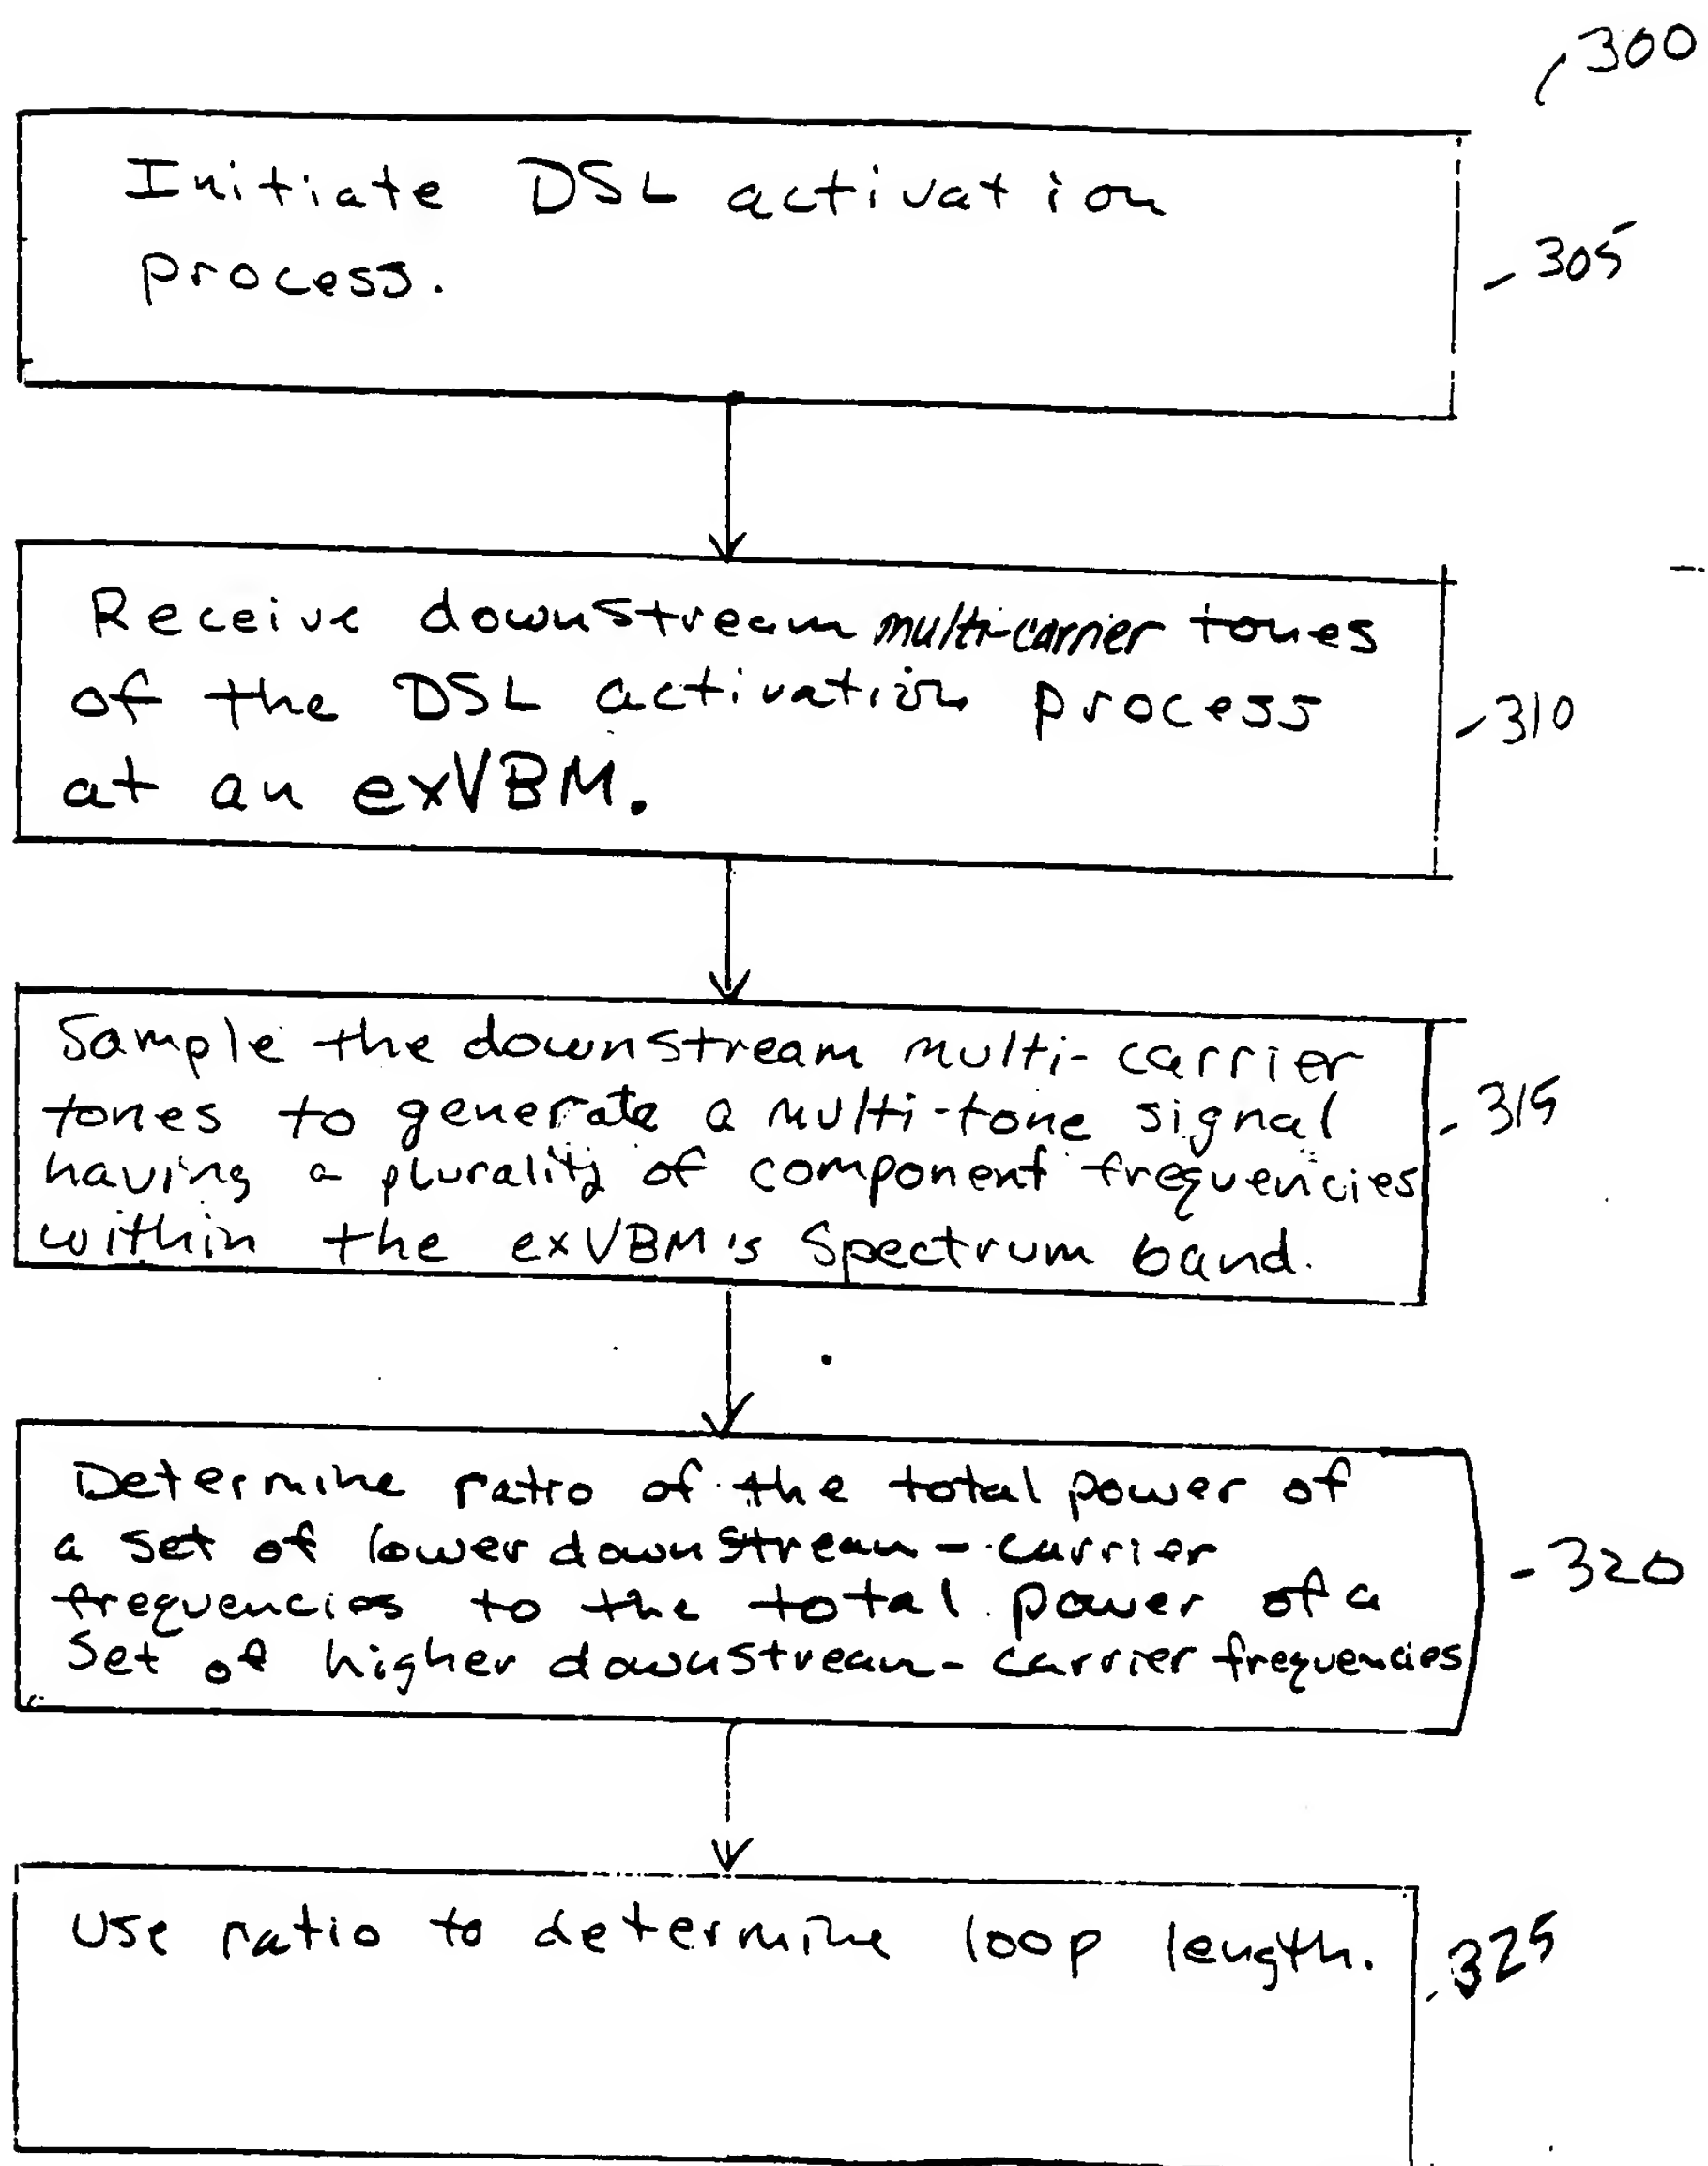 300
Initiate DSL activation
process.
305
Receive downstream multi-carrier tones
of the DSL activation process
at an exVBM.
310
Sample the downstream multi-carrier
tones to generate a multi-tone signal
having a plurality of component frequencies
within the exVBM's Spectrum band.
315
Determine ratio of the total power of
a set of lower downstream-carrier
frequencies to the total power of a
Set of higher downstream-carrier frequencies
320
Use ratio to determine loop length.
325